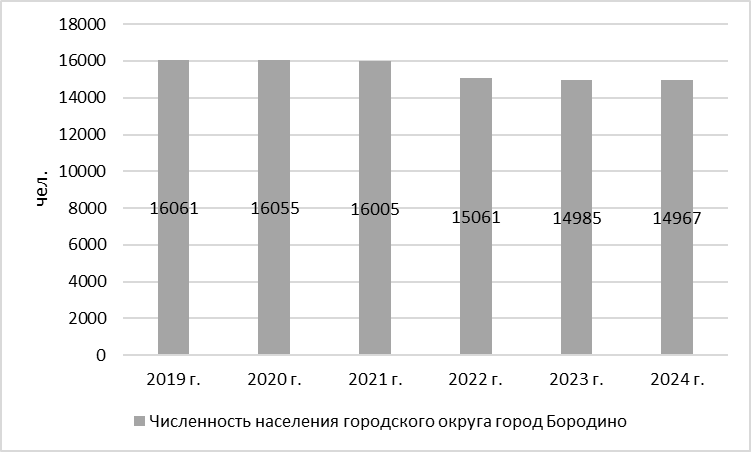 18000
16000
14000
12000
10000
8000
6000
4000
2000
0
чел.
16061 16055 16005 15061 14985 14967
2019 г. 2020 г. 2021 г. 2022 г. 2023 г. 2024 г.
Численность населения городского округа город Бородино